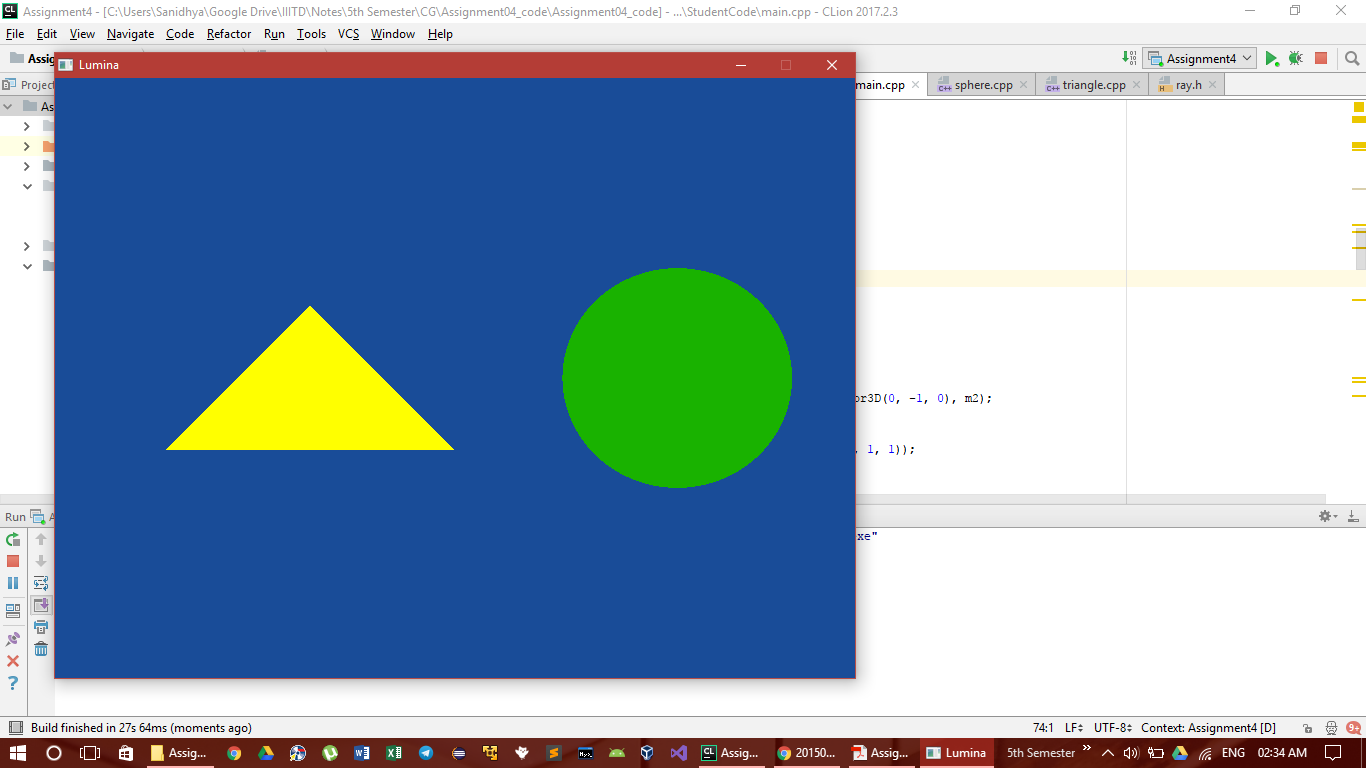 Assignment4 - [C:\Users\Sanidhya\Google Drive\IIITD\Notes\5th Semester\CG\Assignment04_code\Assignment04_code] - ...\StudentCode\main.cpp - CLion 2017.2.3
File Edit View Navigate Code Refactor Run Tools VCS Window Help
Assig
Assignment4
Lumina
Projec
main.cpp
sphere.cpp
triangle.cpp
ray.h
As
or3D(0, -1, 0), m2);
, 1, 1));
Run A
xe"
Build finished in 27s 64ms (moments ago)
74:1 LF UTF-8 Context: Assignment4 [D]
9+
Assig... Assig... 20150... Assig... Lumina 5th Semester ENG 02:34 AM